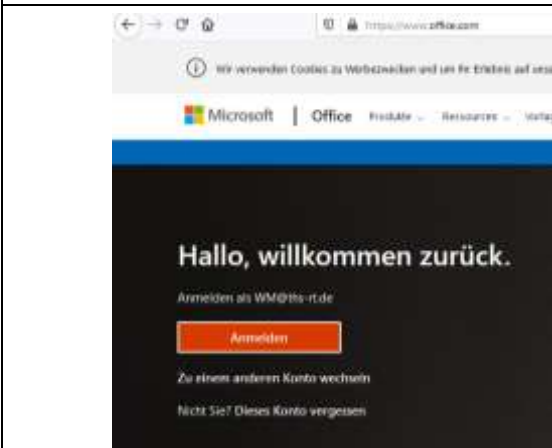 https://www.office.com
Wir verwenden Cookies zu Werbezwecken und um Ihr Erlebnis auf
Microsoft | Office Produkte Ressourcen
Hallo, willkommen zurück.
Anmelden als WM@ths-rt.de
Anmelden
Zu einem anderen Konto wechseln
Nicht Sie? Dieses Konto vergessen